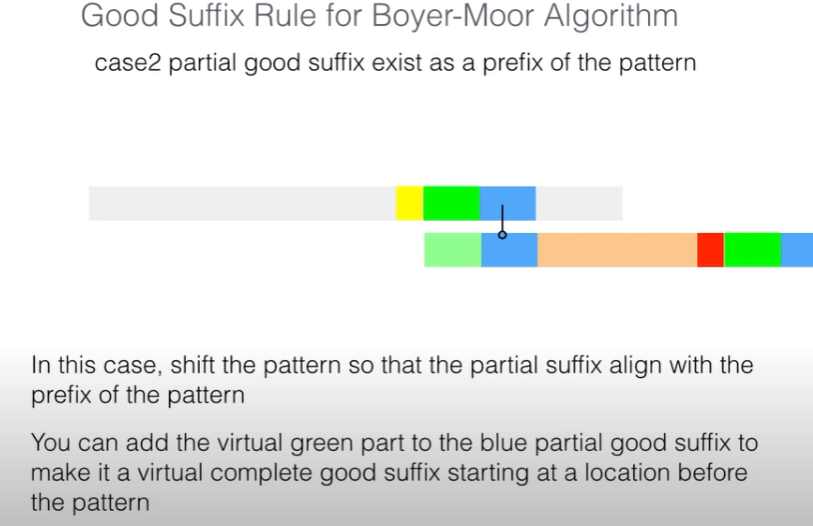 Good Suffix Rule for Boyer-Moor Algorithm
case2 partial good suffix exist as a prefix of the pattern
In this case, shift the pattern so that the partial suffix align with the
prefix of the pattern
You can add the virtual green part to the blue partial good suffix to
make it a virtual complete good suffix starting at a location before
the pattern